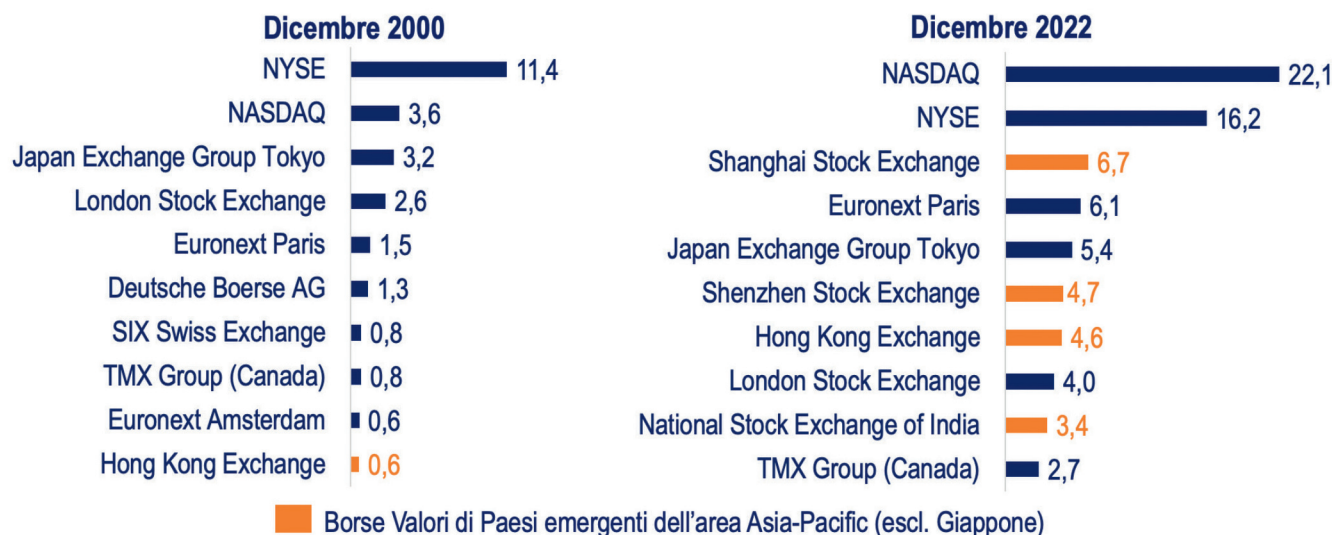 Dicembre 2000
NYSE 11,4
NASDAQ 3,6
Japan Exchange Group Tokyo 3,2
London Stock Exchange 2,6
Euronext Paris 1,5
Deutsche Boerse AG 1,3
SIX Swiss Exchange 0,8
TMX Group (Canada) 0,8
Euronext Amsterdam 0,6
Hong Kong Exchange 0,6
Dicembre 2022
NASDAQ 22,1
NYSE 16,2
Shanghai Stock Exchange 6,7
Euronext Paris 6,1
Japan Exchange Group Tokyo 5,4
Shenzhen Stock Exchange 4,7
Hong Kong Exchange 4,6
London Stock Exchange 4,0
National Stock Exchange of India 3,4
TMX Group (Canada) 2,7
Borse Valori di Paesi emergenti dell'area Asia-Pacific (escl. Giappone)